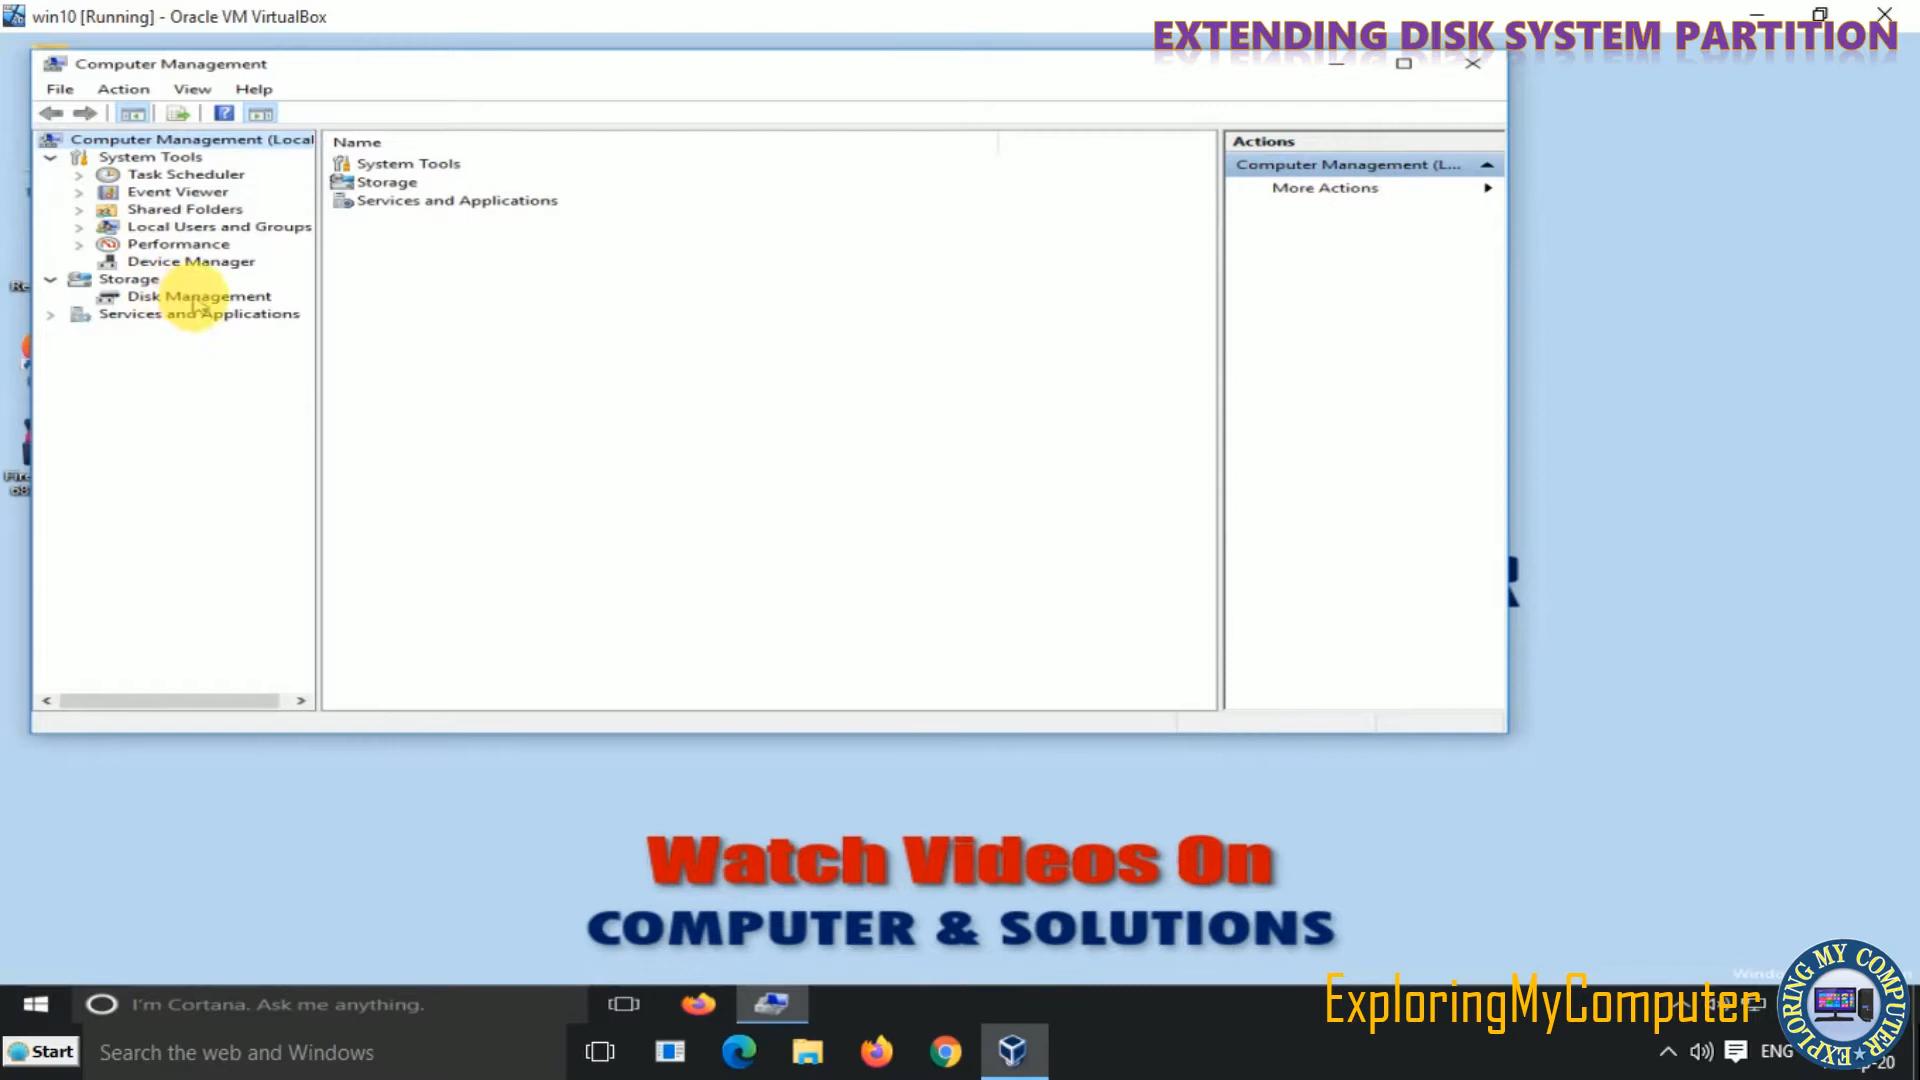 win10 [Running] - Oracle VM VirtualBox
EXTENDING DISK SYSTEM PARTITION
Computer Management
File Action View Help
Computer Management (Local
System Tools
Task Scheduler
Event Viewer
Shared Folders
Local Users and Groups
Performance
Device Manager
Storage
Disk Management
Services and Applications
Name
System Tools
Storage
Services and Applications
Actions
Computer Management (L...
More Actions
Watch Videos On
COMPUTER & SOLUTIONS
I'm Cortana. Ask me anything.
ExploringMyComputer
EXPLORING MY COMPUTER
Start
Search the web and Windows
ENG